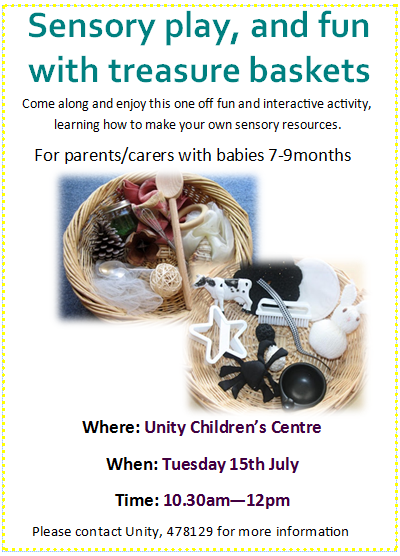 Sensory play, and fun
with treasure baskets
Come along and enjoy this one off fun and interactive activity,
learning how to make your own sensory resources.
For parents/carers with babies 7-9months
Where: Unity Children's Centre
When: Tuesday 15th July
Time: 10.30am—12pm
Please contact Unity, 478129 for more information